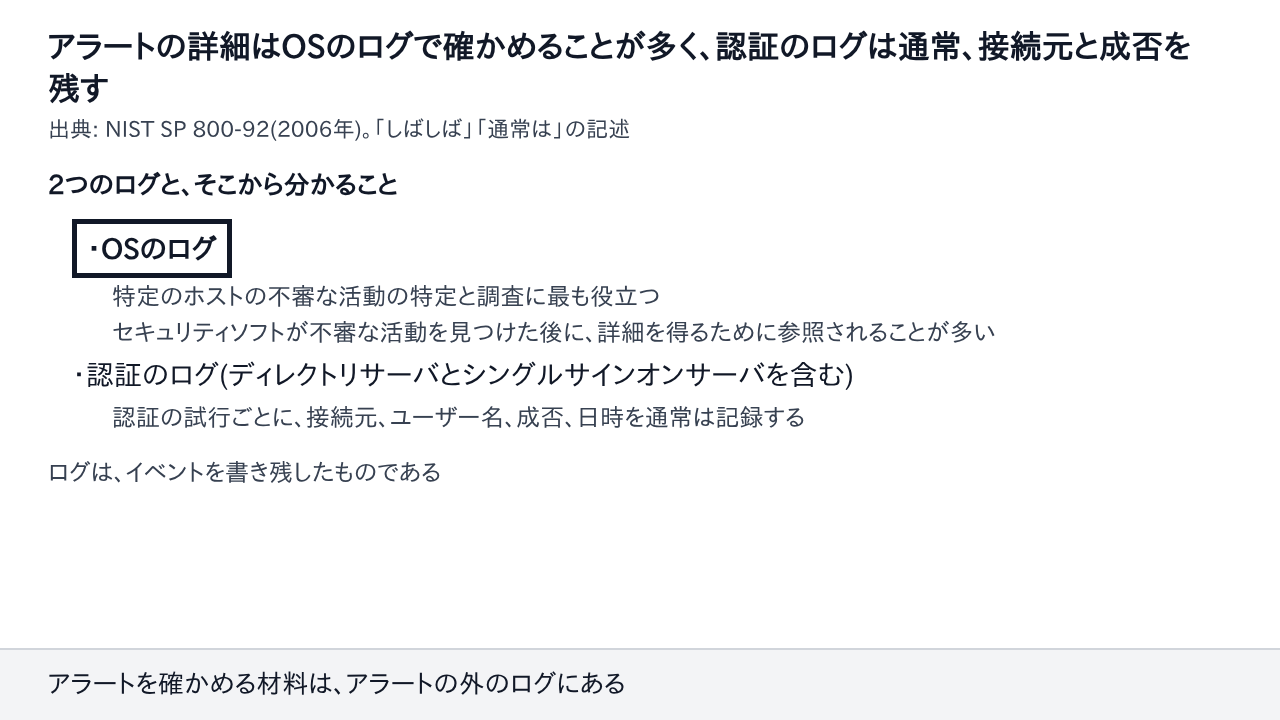 アラートの詳細はOSのログで確かめることが多く、認証のログは通常、接続元と成否を
残す
出典: NIST SP 800-92(2006年)。「しばしば」「通常は」の記述
2つのログと、そこから分かること
・OSのログ
特定のホストの不審な活動の特定と調査に最も役立つ
セキュリティソフトが不審な活動を見つけた後に、詳細を得るために参照されることが多い
・認証のログ(ディレクトリサーバとシングルサインオンサーバを含む)
認証の試行ごとに、接続元、ユーザー名、成否、日時を通常は記録する
ログは、イベントを書き残したものである
アラートを確かめる材料は、アラートの外のログにある